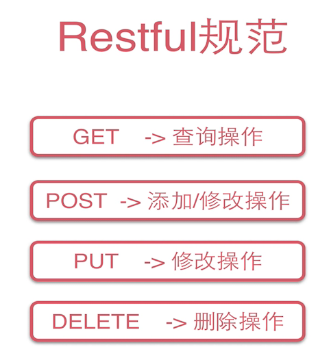 Restful规范
GET -> 查询操作
POST -> 添加/修改操作
PUT -> 修改操作
DELETE -> 删除操作